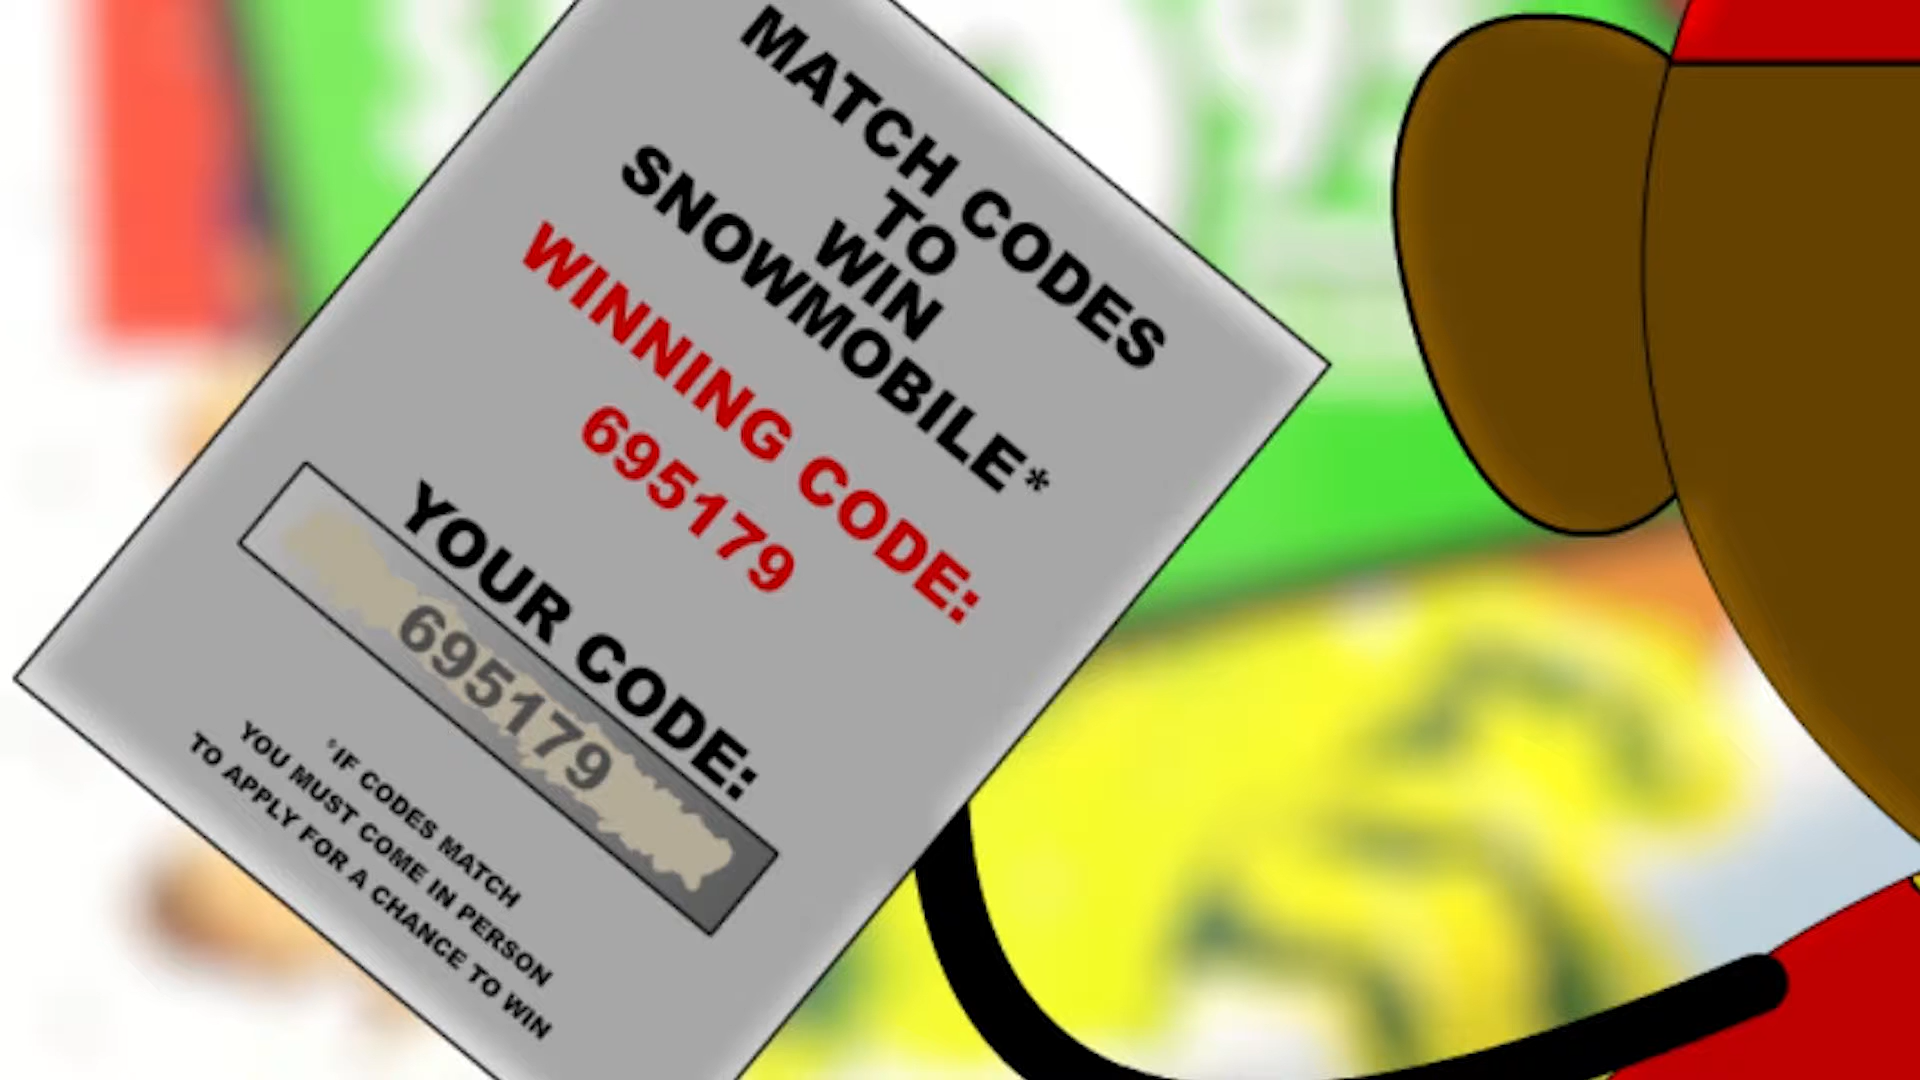 MATCH CODES
TO
WIN
SNOWMOBILE*
WINNING CODE:
695179
YOUR CODE:
695179
*IF CODES MATCH
YOU MUST COME IN PERSON
TO APPLY FOR A CHANCE TO WIN